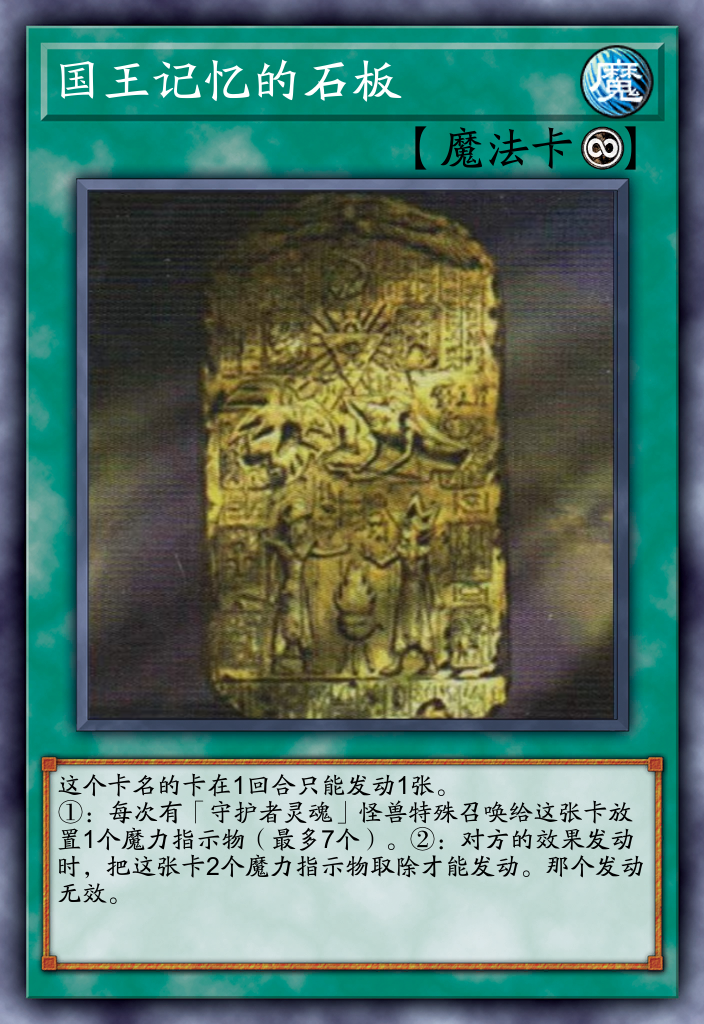 国王记忆的石板
魔
【魔法卡∞】
这个卡名的卡在1回合只能发动1张。
①：每次有「守护者灵魂」怪兽特殊召唤给这张卡放
置1个魔力指示物（最多7个）。②：对方的效果发动
时，把这张卡2个魔力指示物取除才能发动。那个发动
无效。